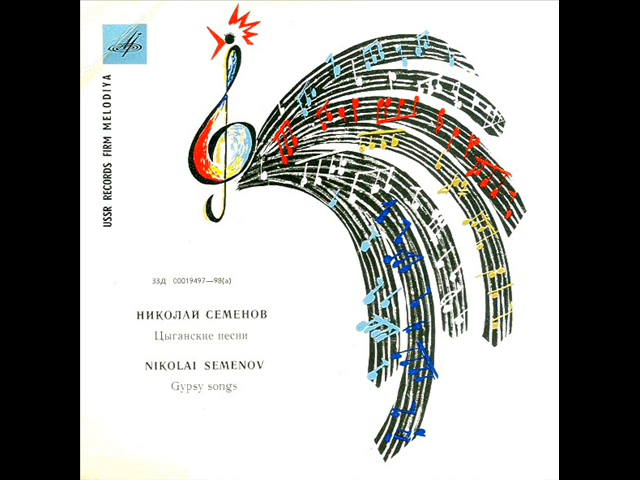 USSR RECORDS FIRM MELODIYA
33Д 00019497—98(а)
НИКОЛАЙ СЕМЕНОВ
Цыганские песни
NIKOLAI SEMENOV
Gypsy songs